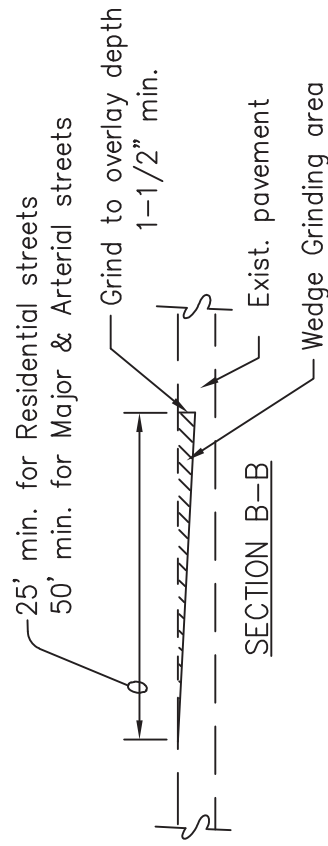 25' min. for Residential streets
50' min. for Major & Arterial streets
Grind to overlay depth
1-1/2" min.
Exist. pavement
Wedge Grinding area
SECTION B-B